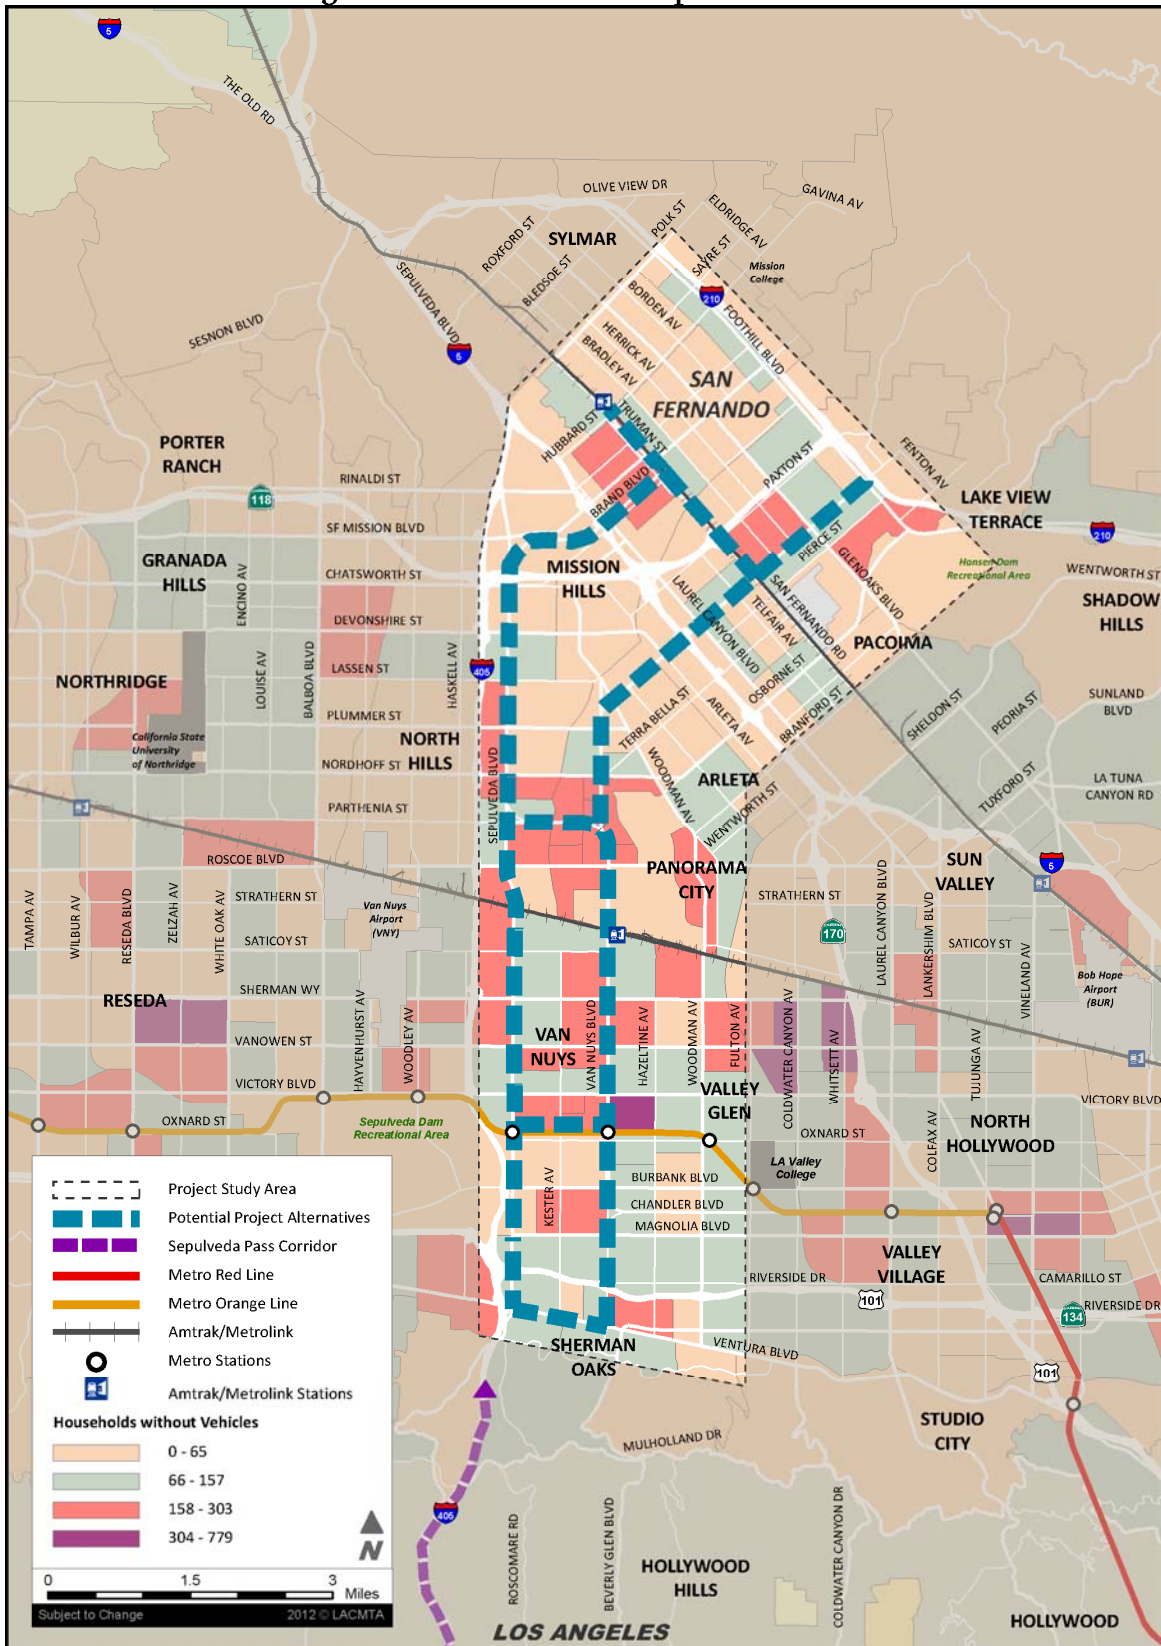 5
THE OLD RD
OLIVE VIEW DR
GAVINA AV
POLK ST
ELDRIDGE AV
ROXFORD ST
SYLMAR
SAYRE ST
Mission
College
BLEDSOE ST
SEPULVEDA BLVD
BORDEN AV
210
FOOTHILL BLVD
SESNON BLVD
HERRICK AV
BRADLEY AV
5
SAN
FERNANDO
TRUMAN ST
HUBBARD ST
PORTER
RANCH
FENTON AV
PAXTON ST
RINALDI ST
118
BRAND BLVD
LAKE VIEW
TERRACE
SF MISSION BLVD
210
PIERCE ST
GRANADA
HILLS
MISSION
HILLS
GLENOAKS BLVD
Hansen Dam
Recreational Area
WENTWORTH ST
CHATSWORTH ST
ENCINO AV
LAUREL CANYON BLVD
SAN FERNANDO RD
SHADOW
HILLS
DEVONSHIRE ST
TELFAIR AV
PACOIMA
LASSEN ST
405
NORTHRIDGE
LOUISE AV
BALBOA BLVD
HASKELL AV
OSBORNE ST
BRANFORD ST
SUNLAND
BLVD
PLUMMER ST
TERRA BELLA ST
ARLETA AV
SHELDON ST
PEORIA ST
California State
University
of Northridge
NORTH
HILLS
NORDHOFF ST
SEPULVEDA BLVD
WOODMAN AV
ARLETA
TUXFORD ST
LA TUNA
CANYON RD
PARTHENIA ST
WENTWORTH ST
ROSCOE BLVD
PANORAMA
CITY
SUN
VALLEY
5
STRATHERN ST
STRATHERN ST
TAMPA AV
WILBUR AV
RESEDA BLVD
ZELZAH AV
WHITE OAK AV
Van Nuys
Airport
(VNY)
170
LAUREL CANYON BLVD
LANKERSHIM BLVD
SATICOY ST
SATICOY ST
VINELAND AV
Bob Hope
Airport
(BUR)
RESEDA
SHERMAN WY
HAYVENHURST AV
WOODLEY AV
VAN
NUYS
VAN NUYS BLVD
HAZELTINE AV
WOODMAN AV
FULTON AV
COLDWATER CANYON AV
WHITSETT AV
TUJUNGA AV
VANOWEN ST
VICTORY BLVD
VALLEY
GLEN
VICTORY BLVD
OXNARD ST
Sepulveda Dam
Recreational Area
OXNARD ST
COLFAX AV
NORTH
HOLLYWOOD
LA Valley
College
KESTER AV
BURBANK BLVD
CHANDLER BLVD
MAGNOLIA BLVD
VALLEY
VILLAGE
RIVERSIDE DR
CAMARILLO ST
101
RIVERSIDE DR
134
SHERMAN
OAKS
VENTURA BLVD
101
STUDIO
CITY
MULHOLLAND DR
405
ROSCOMARE RD
BEVERLY GLEN BLVD
COLDWATER CANYON DR
HOLLYWOOD
HILLS
LOS ANGELES
HOLLYWOOD
Project Study Area
Potential Project Alternatives
Sepulveda Pass Corridor
Metro Red Line
Metro Orange Line
Amtrak/Metrolink
Metro Stations
Amtrak/Metrolink Stations
Households without Vehicles
0 - 65
66 - 157
158 - 303
304 - 779
N
0 1.5 3
Miles
Subject to Change 2012 © LACMTA